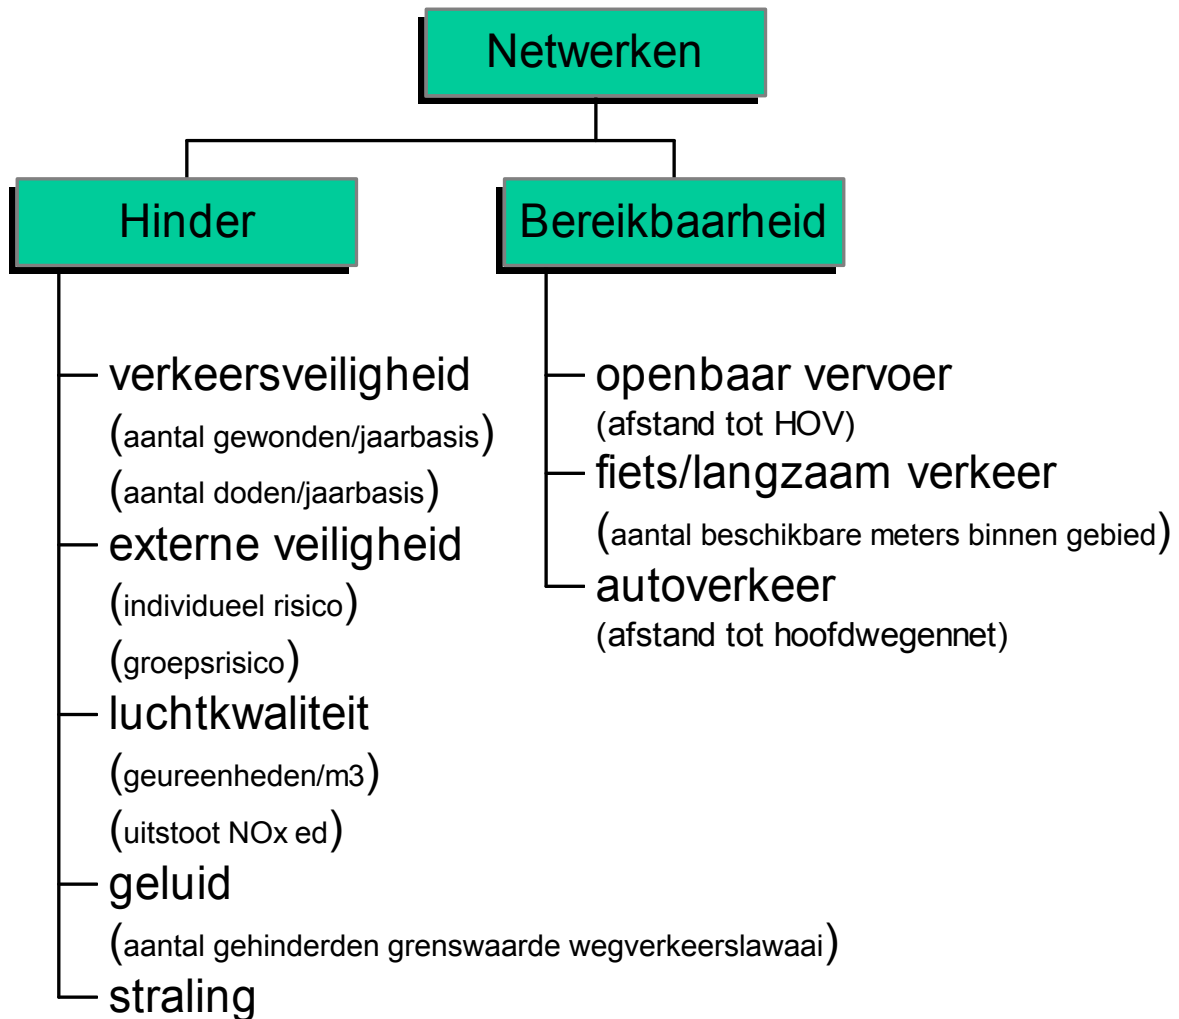 Netwerken
Hinder
Bereikbaarheid
verkeersveiligheid
(aantal gewonden/jaarbasis)
(aantal doden/jaarbasis)
externe veiligheid
(individueel risico)
(groepsrisico)
luchtkwaliteit
(geureenheden/m3)
(uitstoot NOx ed)
geluid
(aantal gehinderden grenswaarde wegverkeerslawaai)
straling
openbaar vervoer
(afstand tot HOV)
fiets/langzaam verkeer
(aantal beschikbare meters binnen gebied)
autoverkeer
(afstand tot hoofdwegennet)